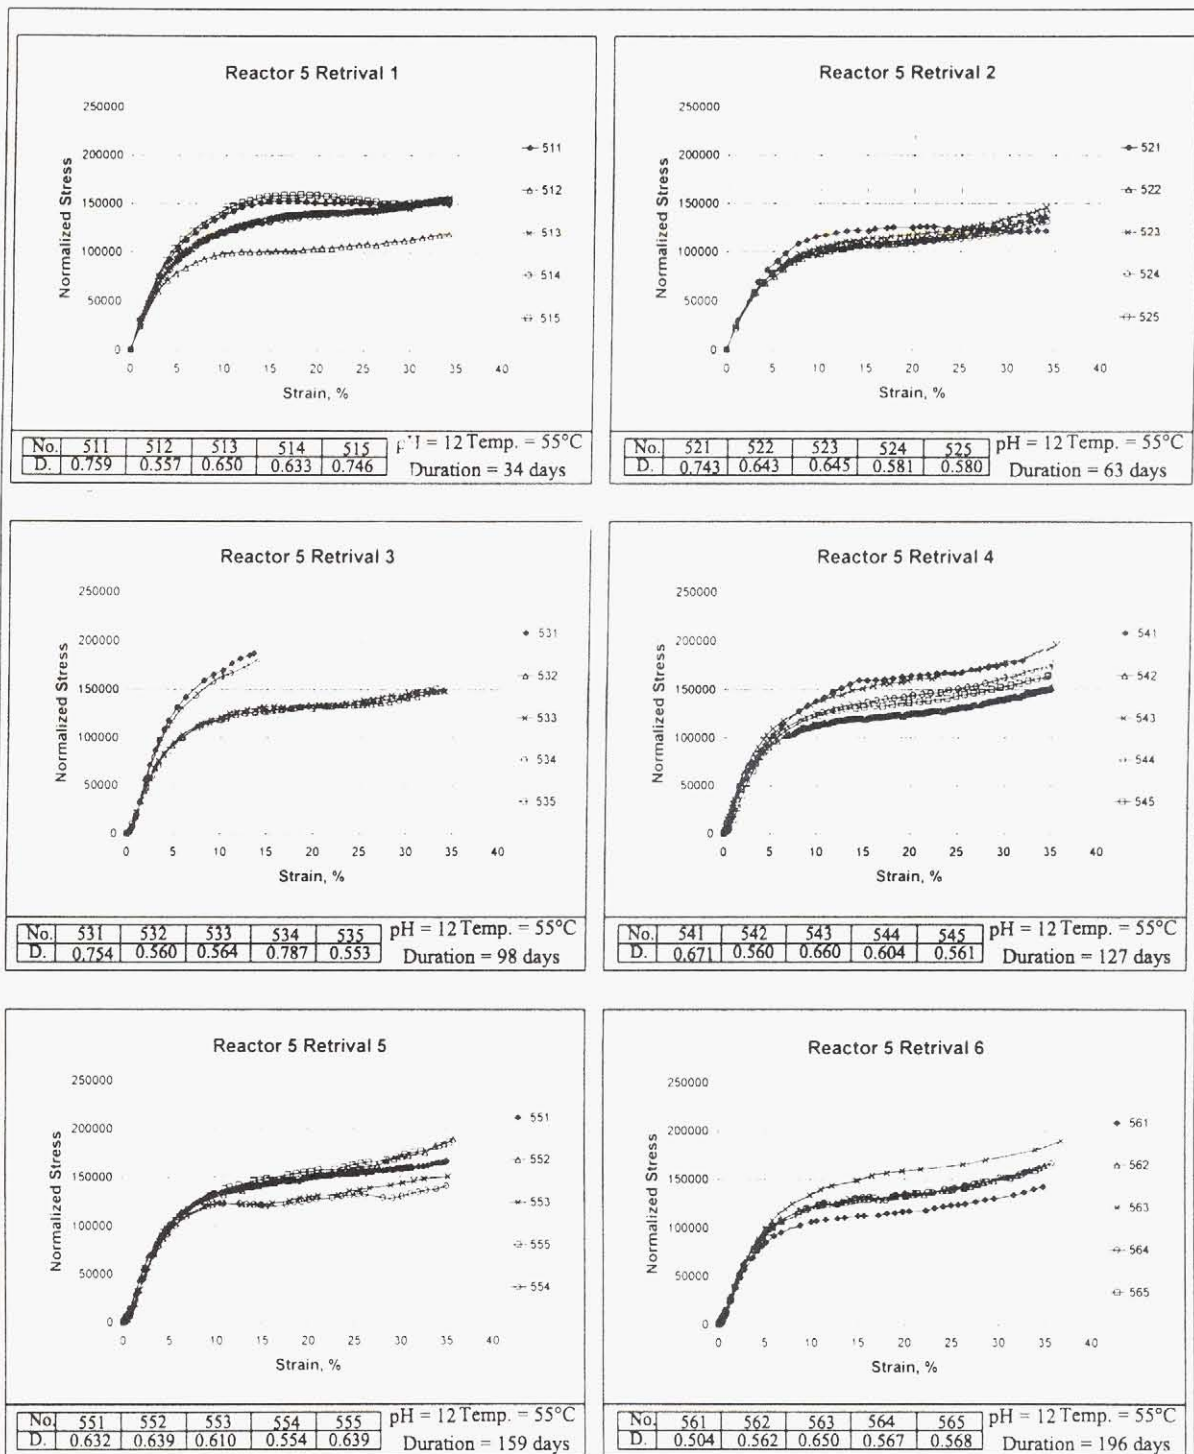 Reactor 5 Retrival 1
250000
200000
150000
100000
50000
0
Normalized Stress
0 5 10 15 20 25 30 35 40
Strain, %
511
512
513
514
515
No. 511 512 513 514 515
D. 0.759 0.557 0.650 0.633 0.746
= 12 Temp. = 55°C
Duration = 34 days
Reactor 5 Retrival 2
250000
200000
150000
100000
50000
0
Normalized Stress
0 5 10 15 20 25 30 35 40
Strain, %
521
522
523
524
525
No. 521 522 523 524 525
D. 0.743 0.643 0.645 0.581 0.580
pH = 12 Temp. = 55°C
Duration = 63 days
Reactor 5 Retrival 3
250000
200000
150000
100000
50000
0
Normalized Stress
0 5 10 15 20 25 30 35 40
Strain, %
531
532
533
534
535
No. 531 532 533 534 535
D. 0.754 0.560 0.564 0.787 0.553
pH = 12 Temp. = 55°C
Duration = 98 days
Reactor 5 Retrival 4
250000
200000
150000
100000
50000
0
Normalized Stress
0 5 10 15 20 25 30 35 40
Strain, %
541
542
543
544
545
No. 541 542 543 544 545
D. 0.671 0.560 0.660 0.604 0.561
pH = 12 Temp. = 55°C
Duration = 127 days
Reactor 5 Retrival 5
250000
200000
150000
100000
50000
0
Normalized Stress
0 5 10 15 20 25 30 35 40
Strain, %
551
552
553
555
554
No. 551 552 553 554 555
D. 0.632 0.639 0.610 0.554 0.639
pH = 12 Temp. = 55°C
Duration = 159 days
Reactor 5 Retrival 6
250000
200000
150000
100000
50000
0
Normalized Stress
0 5 10 15 20 25 30 35 40
Strain, %
561
562
563
564
565
No. 561 562 563 564 565
D. 0.504 0.562 0.650 0.567 0.568
pH = 12 Temp. = 55°C
Duration = 196 days